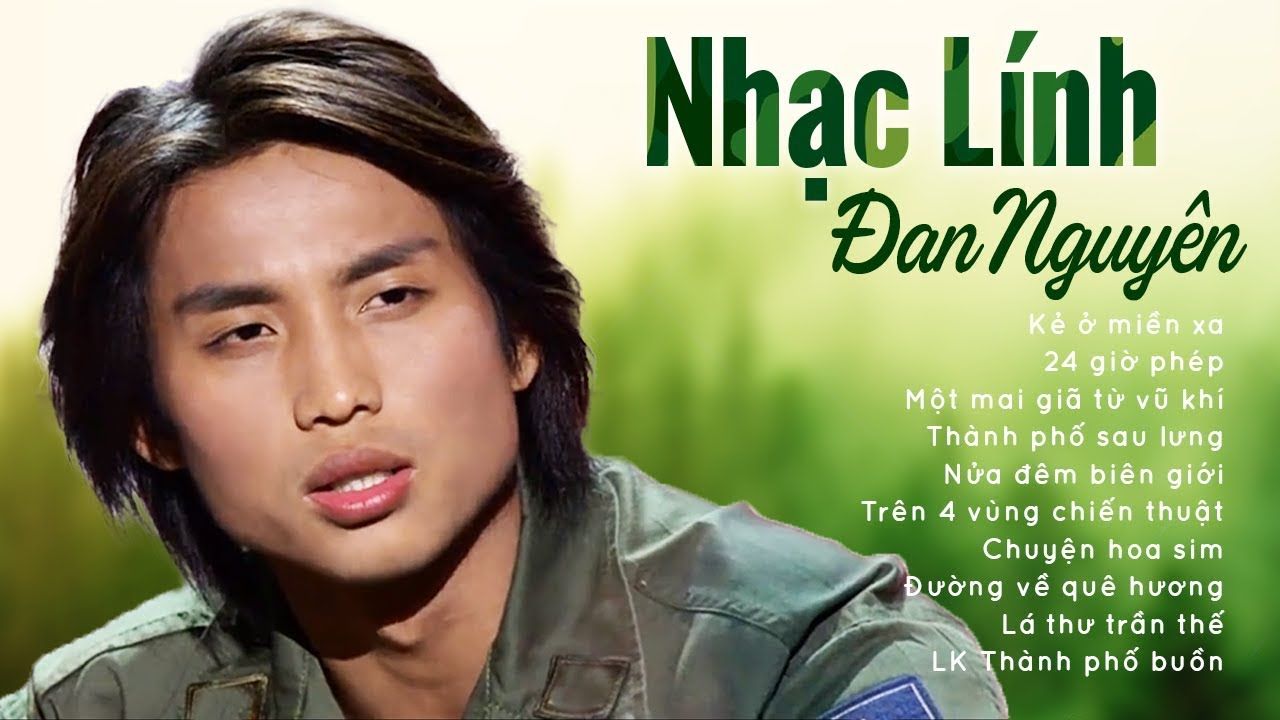 Nhạc Lính
Đan Nguyên
Kẻ ở miền xa
24 giờ phép
Một mai giã từ vũ khí
Thành phố sau lưng
Nửa đêm biên giới
Trên 4 vùng chiến thuật
Chuyện hoa sim
Đường về quê hương
Lá thư trần thế
LK Thành phố buồn